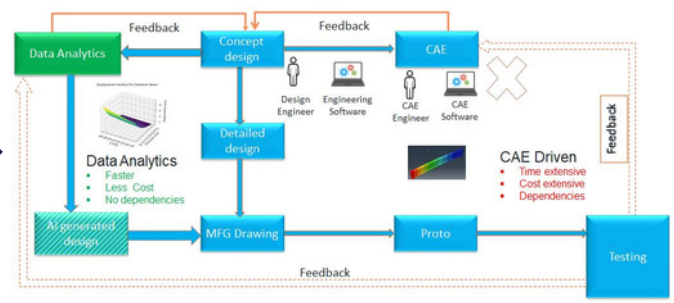 Feedback
Feedback
Data Analytics
Concept
design
CAE
Design
Engineer
Engineering
Software
CAE
Engineer
CAE
Software
Feedback
Detailed
design
Data Analytics
Faster
Less Cost
No dependencies
CAE Driven
Time extensive
Cost extensive
Dependencies
AI generated
design
MFG Drawing
Proto
Testing
Feedback